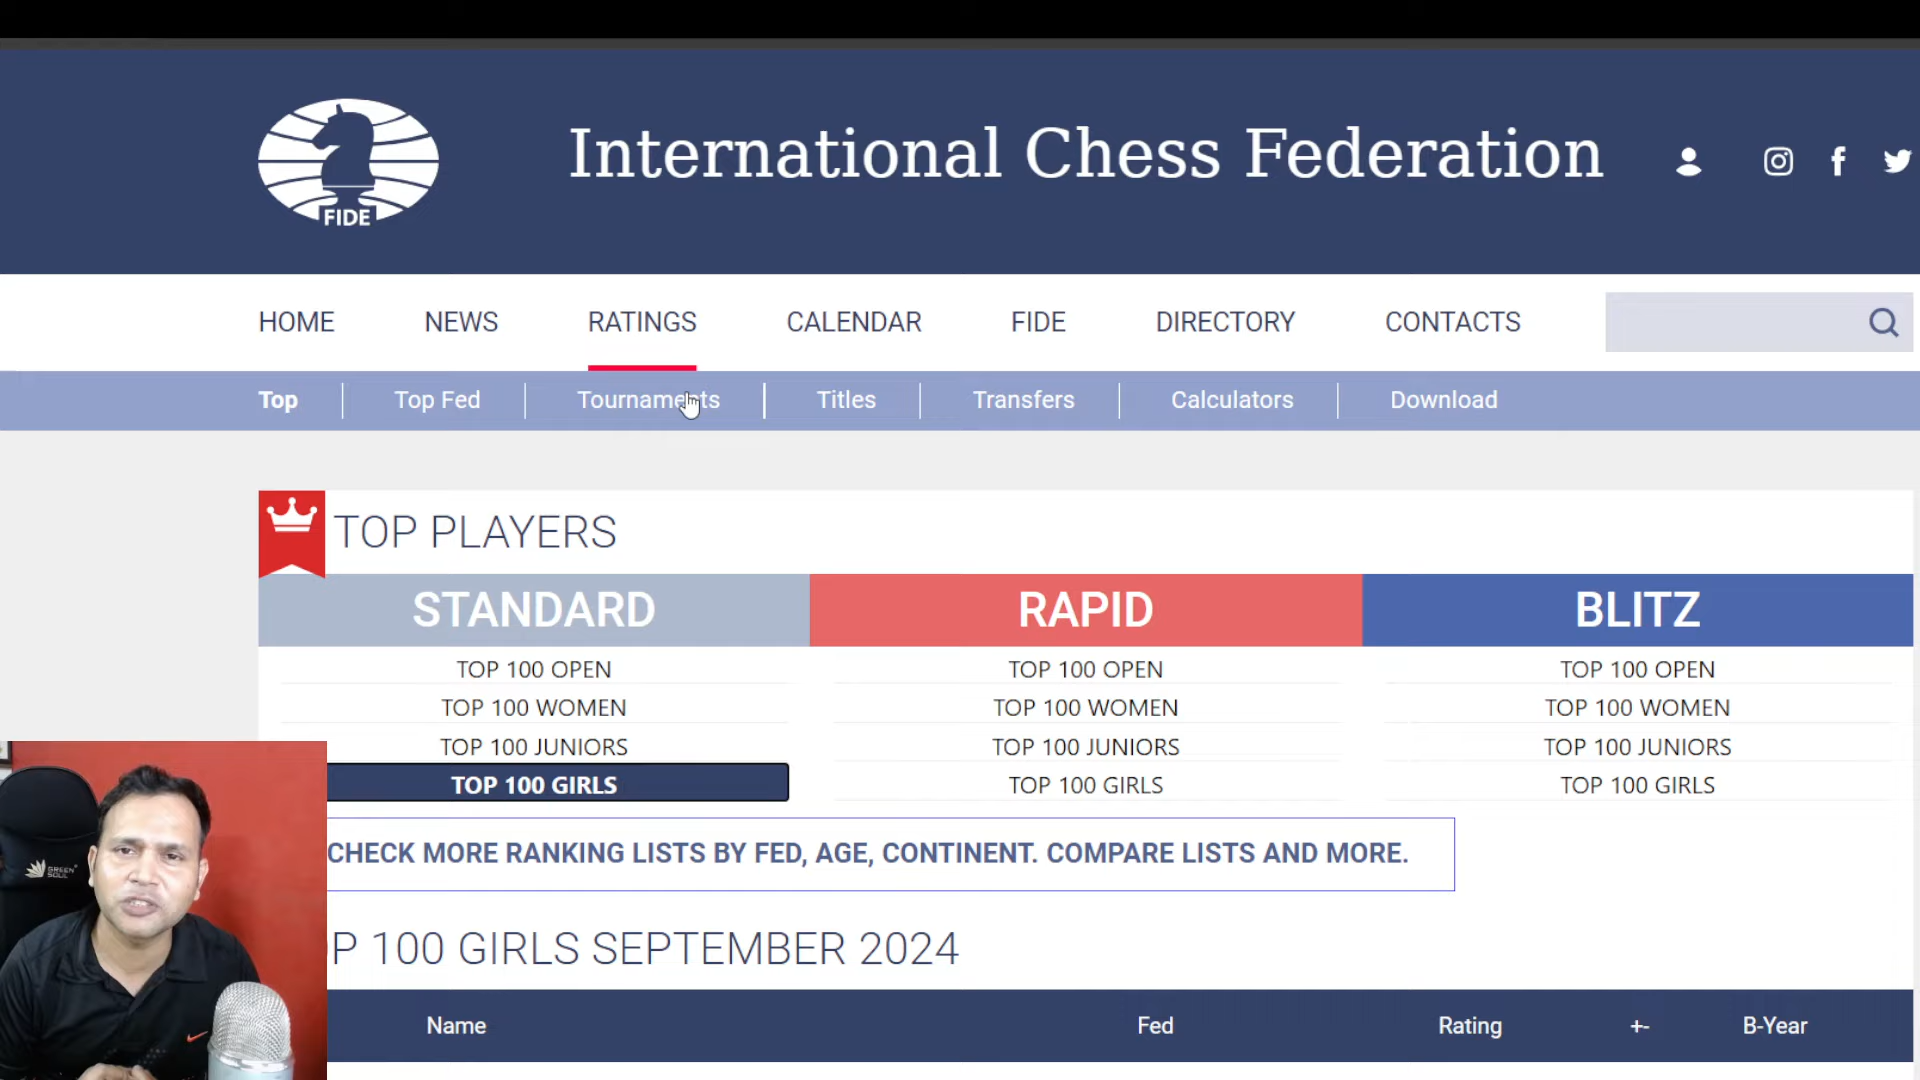 International Chess Federation
FIDE
HOME NEWS RATINGS CALENDAR FIDE DIRECTORY CONTACTS
Top Top Fed Tournaments Titles Transfers Calculators Download
TOP PLAYERS
STANDARD RAPID BLITZ
TOP 100 OPEN TOP 100 OPEN TOP 100 OPEN
TOP 100 WOMEN TOP 100 WOMEN TOP 100 WOMEN
TOP 100 JUNIORS TOP 100 JUNIORS TOP 100 JUNIORS
TOP 100 GIRLS TOP 100 GIRLS TOP 100 GIRLS
CHECK MORE RANKING LISTS BY FED, AGE, CONTINENT. COMPARE LISTS AND MORE.
GREEN
SOUL
P 100 GIRLS SEPTEMBER 2024
Name Fed Rating +- B-Year